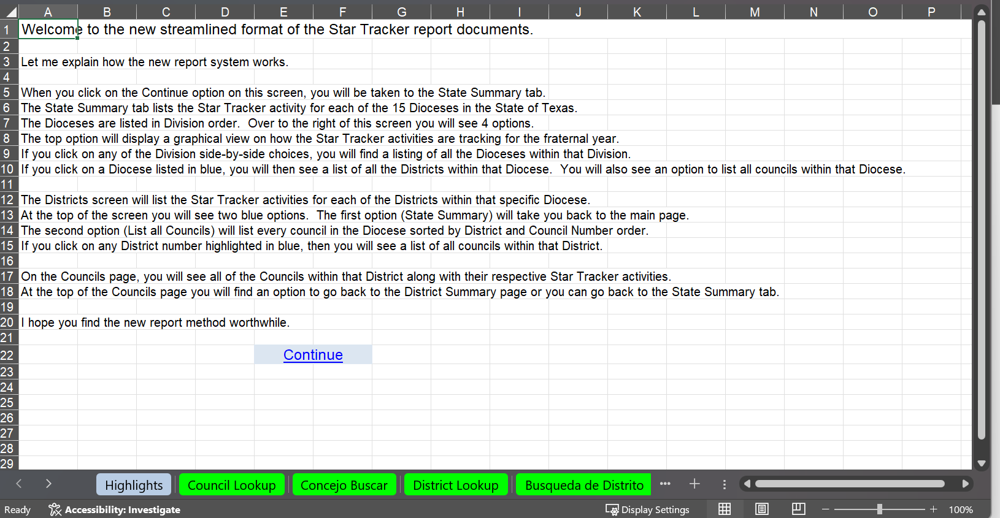 A B C D E F G H I J K L M N O P
1 Welcome to the new streamlined format of the Star Tracker report documents.
2
3 Let me explain how the new report system works.
4
5 When you click on the Continue option on this screen, you will be taken to the State Summary tab.
6 The State Summary tab lists the Star Tracker activity for each of the 15 Dioceses in the State of Texas.
7 The Dioceses are listed in Division order.  Over to the right of this screen you will see 4 options.
8 The top option will display a graphical view on how the Star Tracker activities are tracking for the fraternal year.
9 If you click on any of the Division side-by-side choices, you will find a listing of all the Dioceses within that Division.
10 If you click on a Diocese listed in blue, you will then see a list of all the Districts within that Diocese.  You will also see an option to list all councils within that Diocese.
11
12 The Districts screen will list the Star Tracker activities for each of the Districts within that specific Diocese.
13 At the top of the screen you will see two blue options.  The first option (State Summary) will take you back to the main page.
14 The second option (List all Councils) will list every council in the Diocese sorted by District and Council Number order.
15 If you click on any District number highlighted in blue, then you will see a list of all councils within that District.
16
17 On the Councils page, you will see all of the Councils within that District along with their respective Star Tracker activities.
18 At the top of the Councils page you will find an option to go back to the District Summary page or you can go back to the State Summary tab.
19
20 I hope you find the new report method worthwhile.
21
22 Continue
23
24
25
26
27
28
29
Highlights Council Lookup Concejo Buscar District Lookup Busqueda de Distrito
Ready Accessibility: Investigate Display Settings 100%